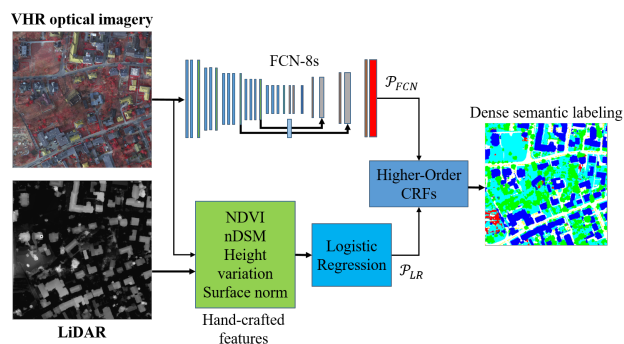 VHR optical imagery
FCN-8s
𝒫FCN
Dense semantic labeling
Higher-Order
CRFs
NDVI
nDSM
Height
variation
Surface norm
Logistic
Regression
𝒫LR
LiDAR
Hand-crafted
features